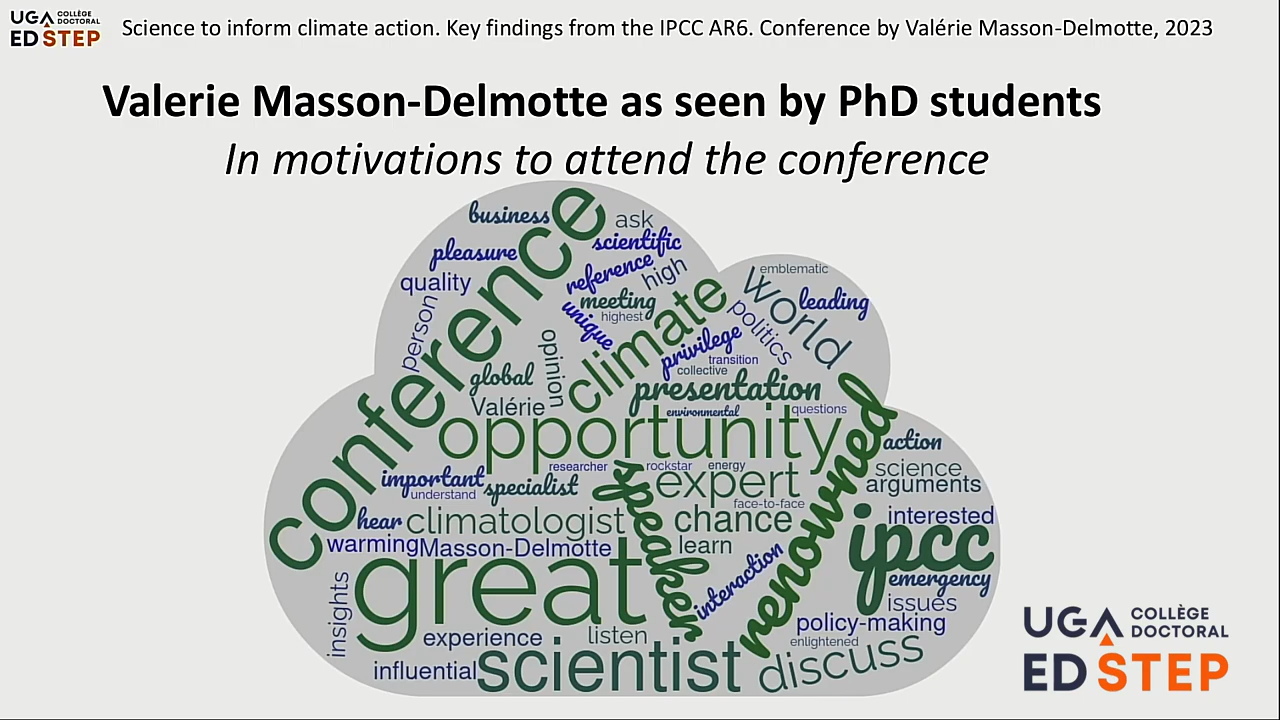 UGA COLLÈGE
DOCTORAL
ED STEP
Science to inform climate action. Key findings from the IPCC AR6. Conference by Valérie Masson-Delmotte, 2023
Valerie Masson-Delmotte as seen by PhD students
In motivations to attend the conference
business
ask
pleasure
scientific
conference
reference
high
quality
meeting
unique
highest
person
climate
emblematic
world
leading
politics
privilege
transition
collective
opinion
global
presentation
Valérie
environmental
questions
opportunity
renowned
action
researcher
rockstar
energy
science
important
specialist
understand
speaker
expert
arguments
face-to-face
hear
climatologist
chance
interested
warming
Masson-Delmotte
learn
ipcc
great
interaction
emergency
insights
issues
policy-making
experience
listen
enlightened
influential
scientist
discuss
UGA COLLÈGE
DOCTORAL
ED STEP